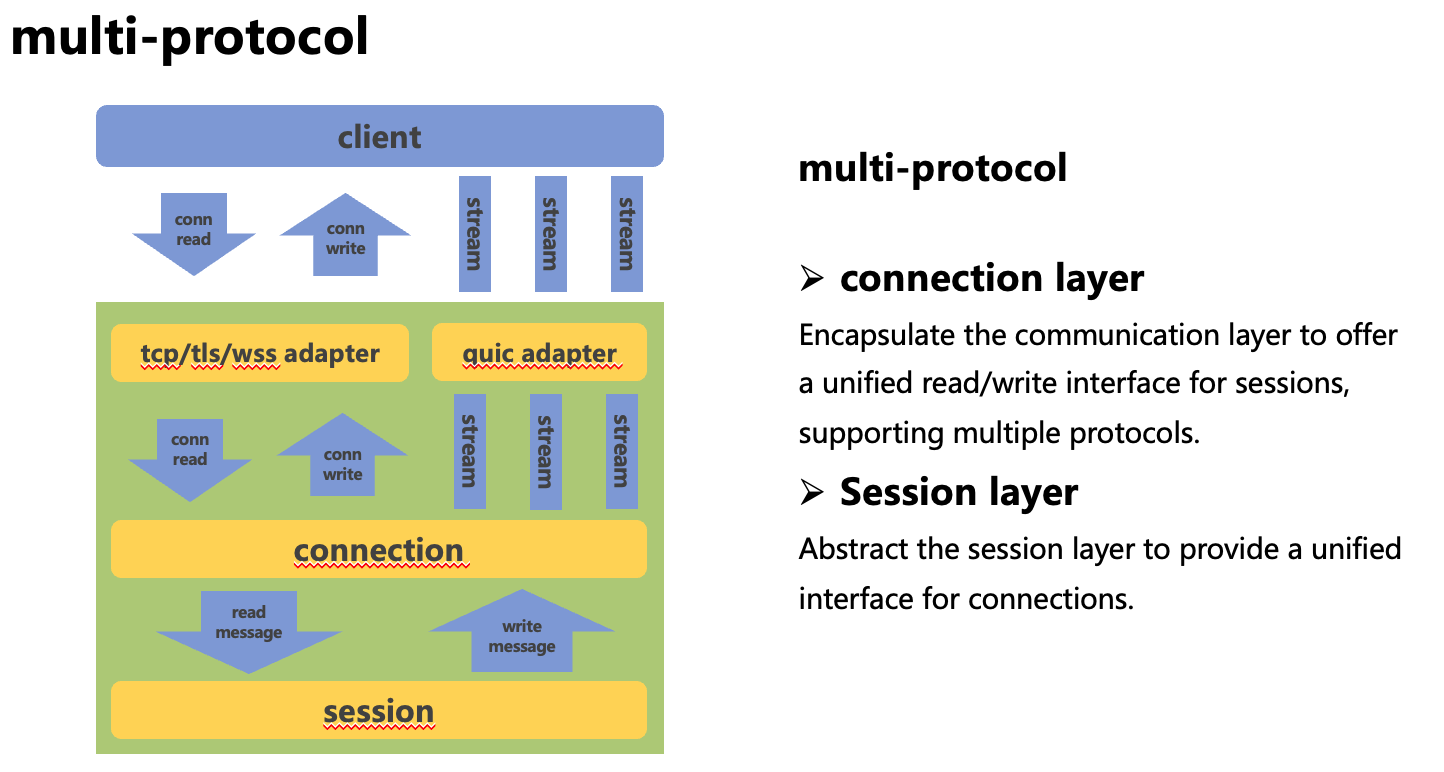 multi-protocol
client
conn
read
conn
write
stream
stream
stream
tcp/tls/wss adapter
quic adapter
conn
read
conn
write
stream
stream
stream
connection
read
message
write
message
session
multi-protocol
➢ connection layer
Encapsulate the communication layer to offer
a unified read/write interface for sessions,
supporting multiple protocols.
➢ Session layer
Abstract the session layer to provide a unified
interface for connections.